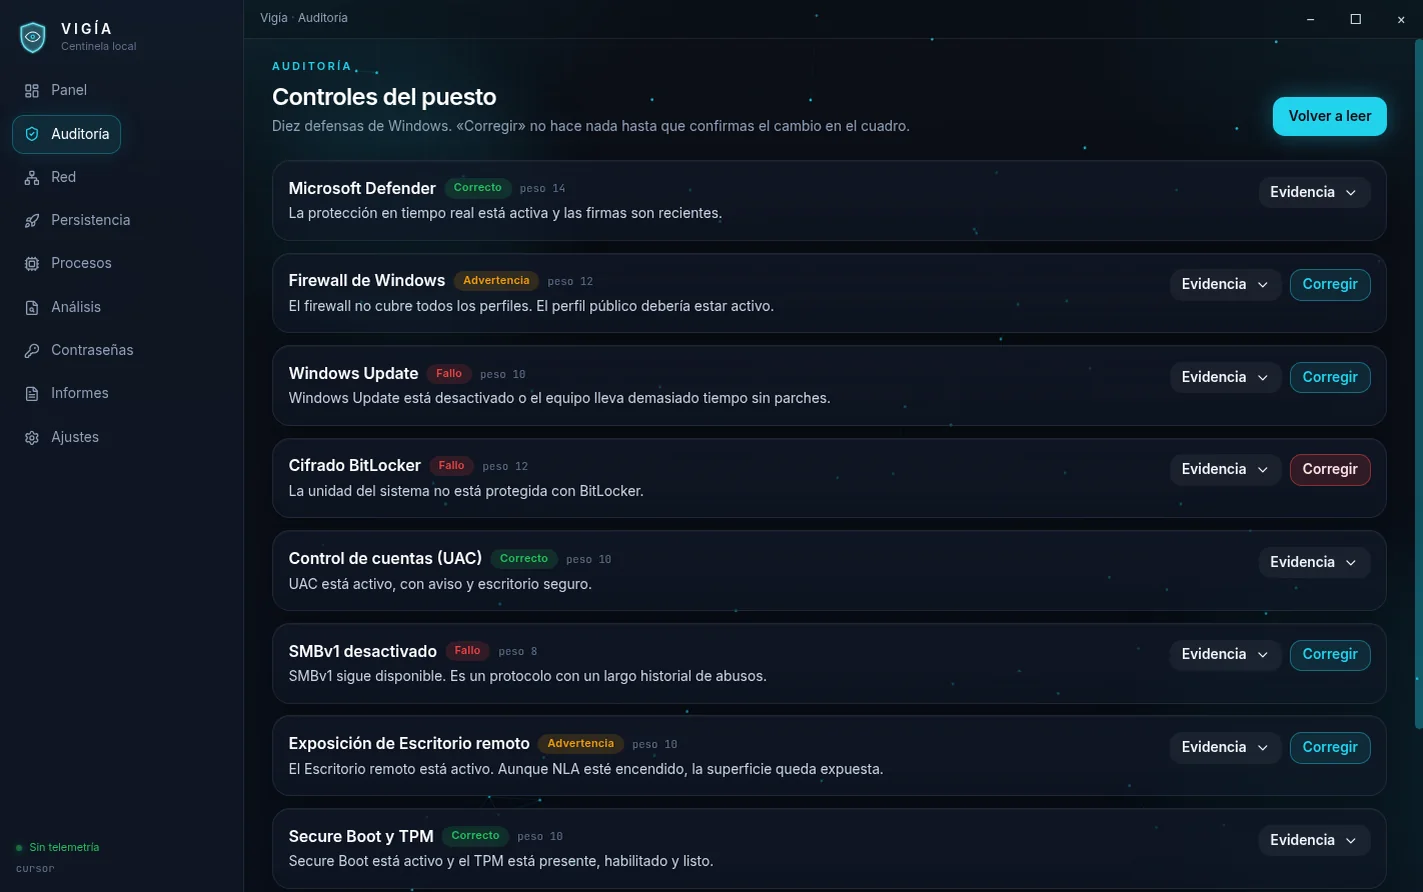 VIGÍA
Centinela local
Panel
Auditoría
Red
Persistencia
Procesos
Análisis
Contraseñas
Informes
Ajustes
Sin telemetría
cursor
Vigía · Auditoría
AUDITORÍA
Controles del puesto
Diez defensas de Windows. «Corregir» no hace nada hasta que confirmas el cambio en el cuadro.
Volver a leer
Microsoft Defender Correcto peso 14
La protección en tiempo real está activa y las firmas son recientes.
Evidencia
Firewall de Windows Advertencia peso 12
El firewall no cubre todos los perfiles. El perfil público debería estar activo.
Evidencia Corregir
Windows Update Fallo peso 10
Windows Update está desactivado o el equipo lleva demasiado tiempo sin parches.
Evidencia Corregir
Cifrado BitLocker Fallo peso 12
La unidad del sistema no está protegida con BitLocker.
Evidencia Corregir
Control de cuentas (UAC) Correcto peso 10
UAC está activo, con aviso y escritorio seguro.
Evidencia
SMBv1 desactivado Fallo peso 8
SMBv1 sigue disponible. Es un protocolo con un largo historial de abusos.
Evidencia Corregir
Exposición de Escritorio remoto Advertencia peso 10
El Escritorio remoto está activo. Aunque NLA esté encendido, la superficie queda expuesta.
Evidencia Corregir
Secure Boot y TPM Correcto peso 10
Secure Boot está activo y el TPM está presente, habilitado y listo.
Evidencia